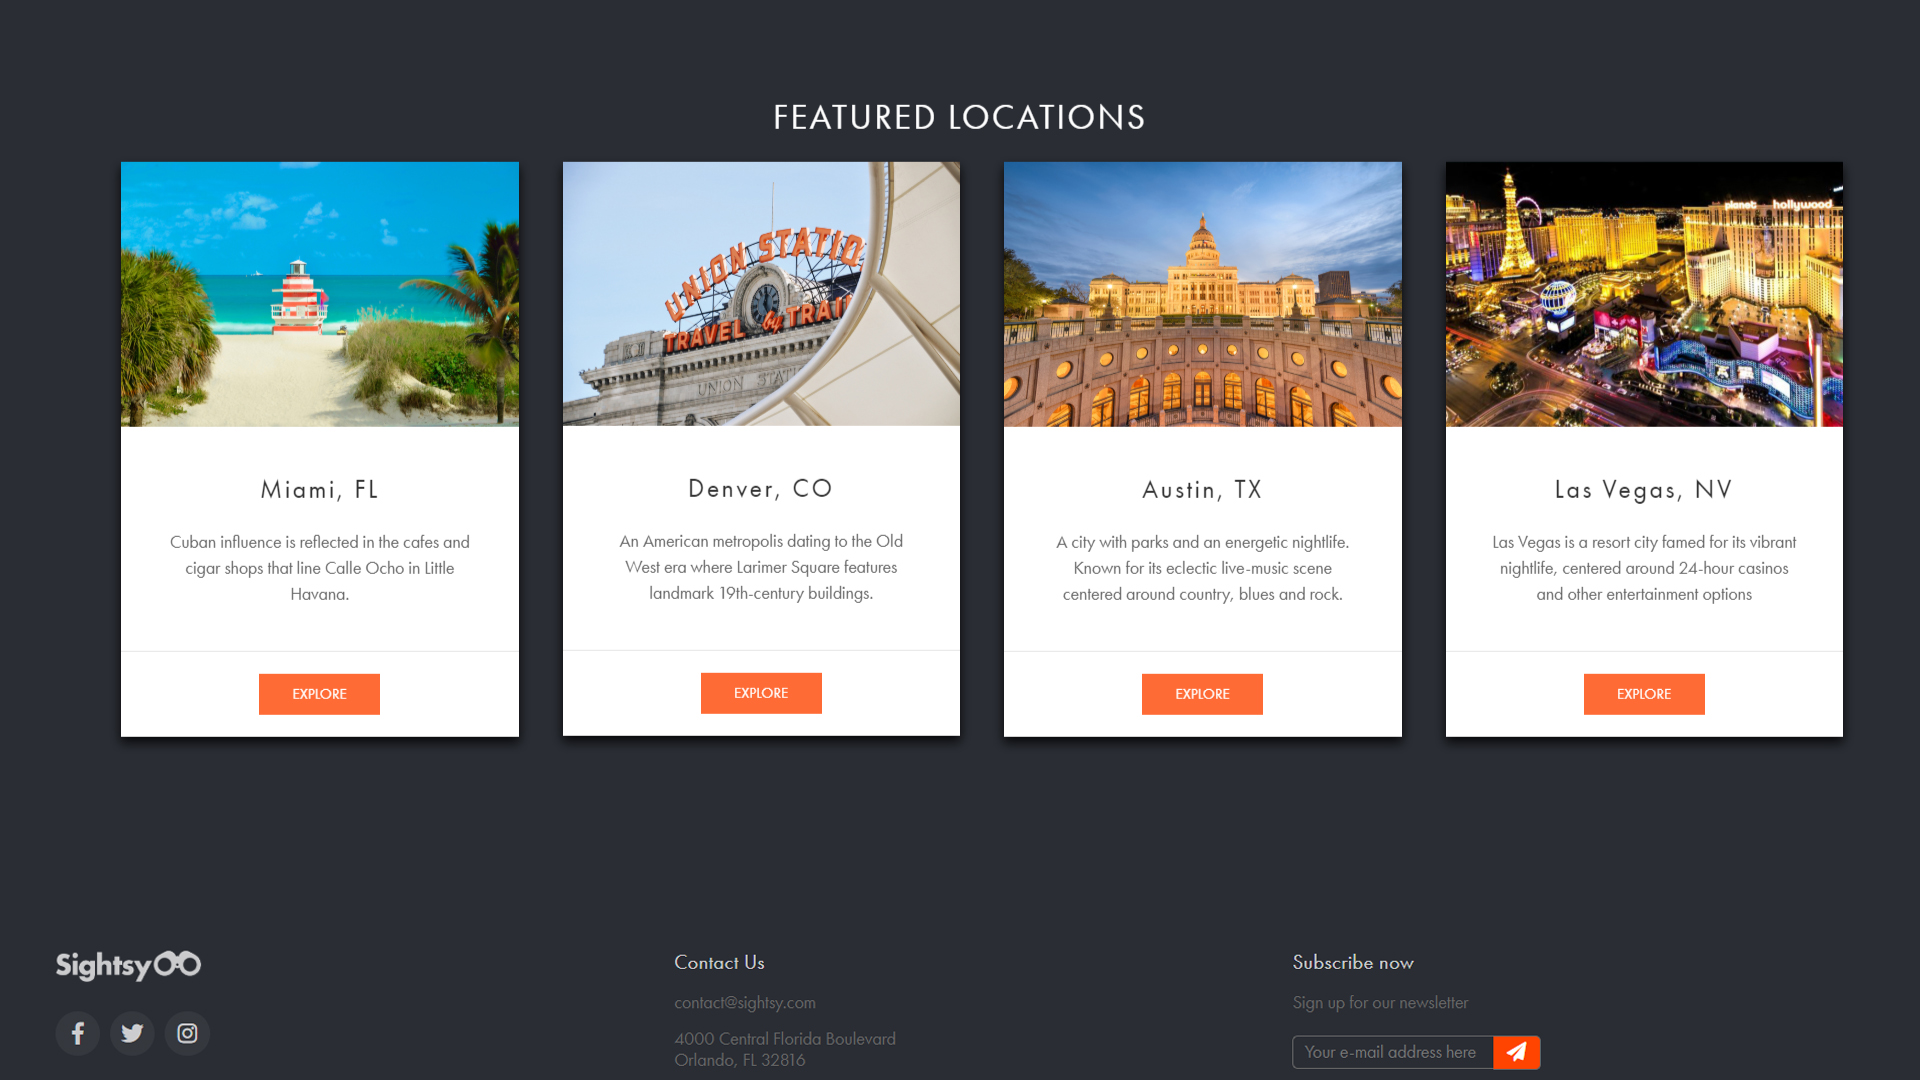 FEATURED LOCATIONS
UNION STATIO
TRAVEL by TRAI
UNION STATI
planet hollywood
Miami, FL
Cuban influence is reflected in the cafes and
cigar shops that line Calle Ocho in Little
Havana.
EXPLORE
Denver, CO
An American metropolis dating to the Old
West era where Larimer Square features
landmark 19th-century buildings.
EXPLORE
Austin, TX
A city with parks and an energetic nightlife.
Known for its eclectic live-music scene
centered around country, blues and rock.
EXPLORE
Las Vegas, NV
Las Vegas is a resort city famed for its vibrant
nightlife, centered around 24-hour casinos
and other entertainment options
EXPLORE
Sightsy
Contact Us
contact@sightsy.com
4000 Central Florida Boulevard
Orlando, FL 32816
Subscribe now
Sign up for our newsletter
Your e-mail address here